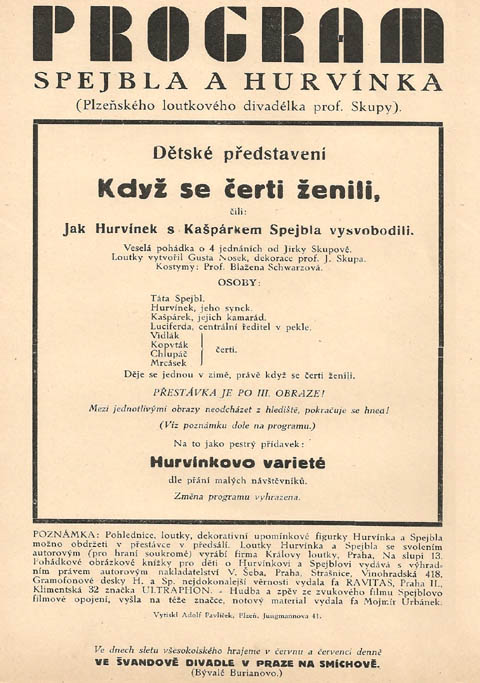 PROGRAM
SPEJBLA A HURVÍNKA
(Plzeňského loutkového divadélka prof. Skupy).
Dětské představení
Když se čerti ženili,
čili:
Jak Hurvínek s Kašpárkem Spejbla vysvobodili.
Veselá pohádka o 4 jednáních od Jirky Skupově.
Loutky vytvořil Gusta Nosek, dekorace prof. J. Skupa.
Kostymy: Prof. Blažena Schwarzová.
OSOBY:
Táta Spejbl.
Hurvínek, jeho synek.
Kašpárek, jejich kamarád.
Luciferda, centrální ředitel v pekle.
Vidlák
Kopyták
Chlupáč
Mrcásek
čerti.
Děje se jednou v zimě, právě když se čerti ženili.
PŘESTÁVKA JE PO III. OBRAZE!
Mezi jednotlivými obrazy neodcházet z hlediště, pokračuje se hned!
(Viz poznámku dole na programu.)
Na to jako pestrý přídavek:
Hurvínkovo varieté
dle přání malých návštěvníků.
Změna programu vyhrazena.
POZNÁMKA: Pohlednice, loutky, dekorativní upomínkové figurky Hurvínka a Spejbla
možno obdržeti v přestávce v předsálí. Loutky Hurvínka a Spejbla se svolením
autorovým (pro hraní soukromé) vyrábí firma Královy loutky, Praha, Na slupi 13.
Pohádkové obrázkové knížky pro děti o Hurvínkovi a Spejblovi vydává s výhrad-
ním právem autorovým nakladatelství V. Šeba, Praha, Strašnice, Vinohradská 418.
Gramofonové desky H. a Sp. nejdokonalejší věrnosti vydala fa RAVITAS, Praha II.,
Klimentská 32 značka ULTRAPHON. - Hudba a zpěv ze zvukového filmu Spejblovo
filmové opojení, vyšla na téže značce, notový material vydala fa Mojmír Urbánek.
Vytiskl Adolf Pavlíček, Plzeň, Jungmannova 41.
Ve dnech sletu všesokolského hrajeme v červnu a červenci denně
VE ŠVANDOVĚ DIVADLE V PRAZE NA SMÍCHOVĚ.
(Bývalé Burianovo.)